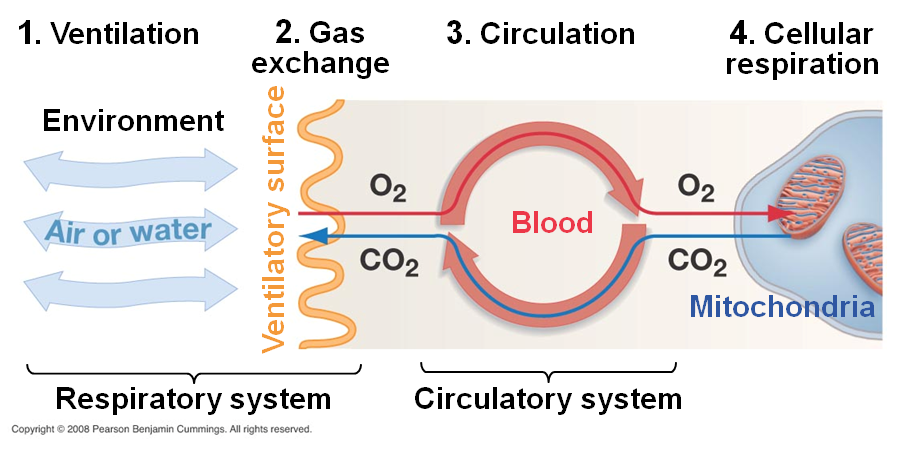 1. Ventilation
2. Gas
exchange
3. Circulation
4. Cellular
respiration
Environment
Air or water
Ventilatory surface
O2
CO2
Blood
O2
CO2
Mitochondria
Respiratory system
Circulatory system
Copyright © 2008 Pearson Benjamin Cummings. All rights reserved.